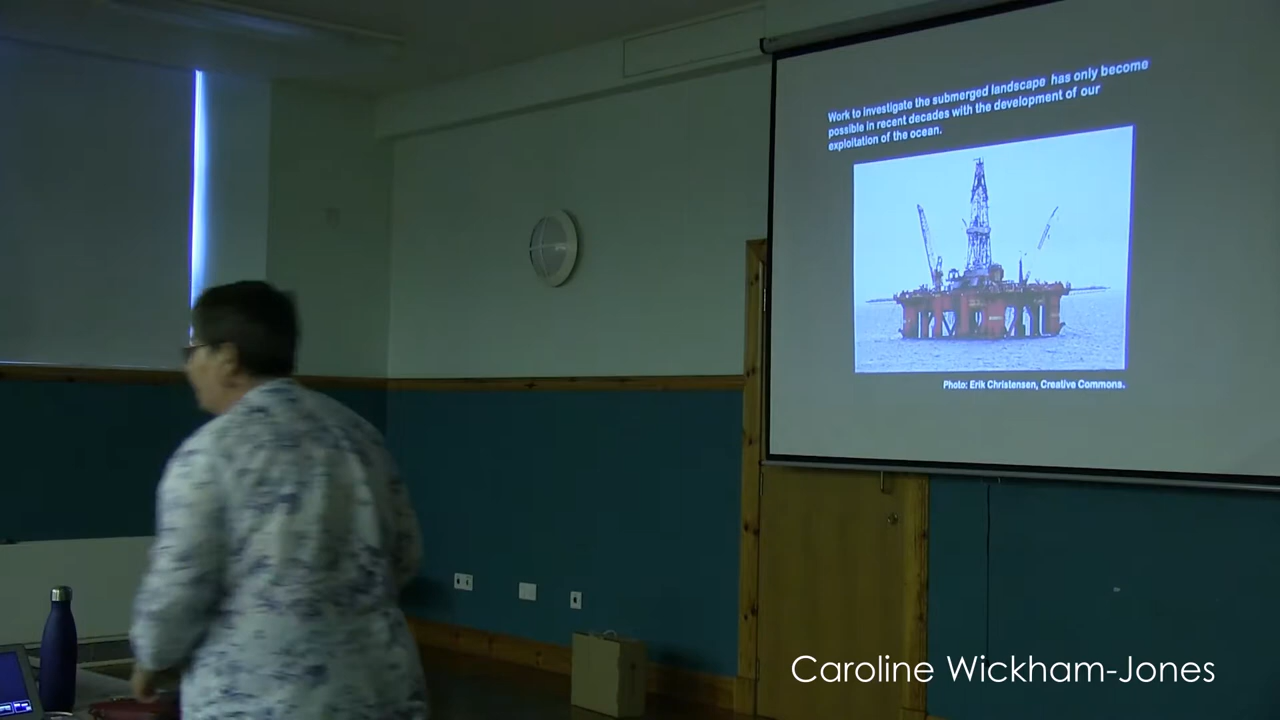 Work to investigate the submerged landscape has only become
possible in recent decades with the development of our
exploitation of the ocean.
Photo: Erik Christensen, Creative Commons.
Caroline Wickham-Jones